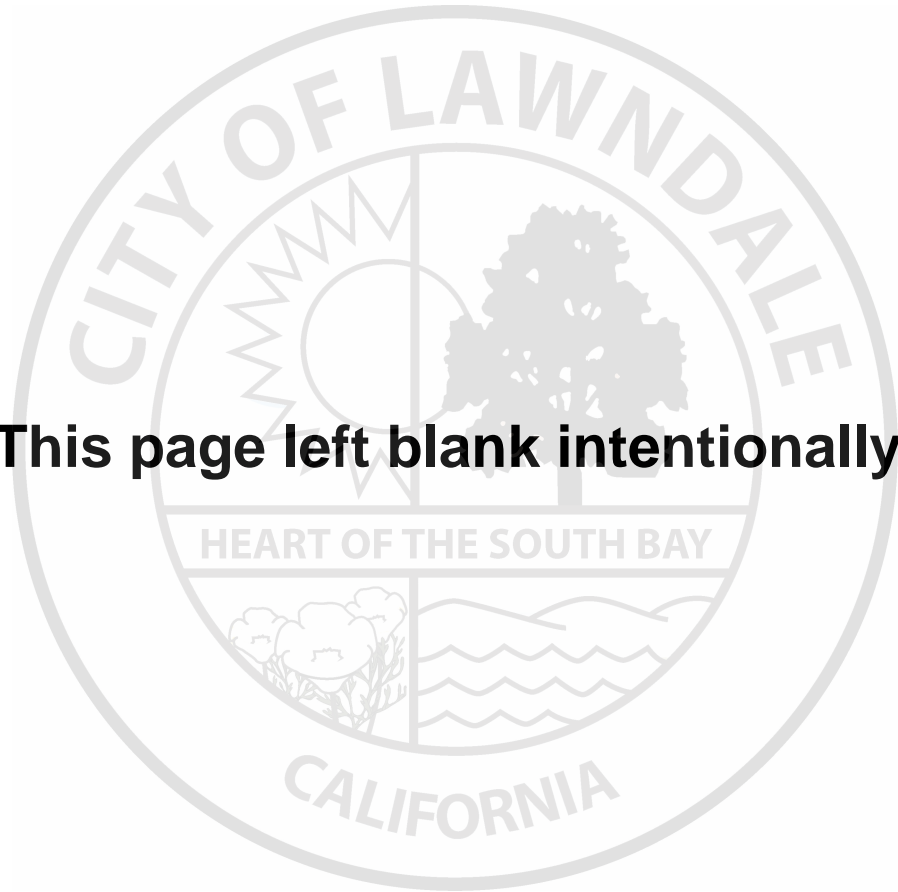 CITY OF LAWNDALE
This page left blank intentionally
HEART OF THE SOUTH BAY
CALIFORNIA